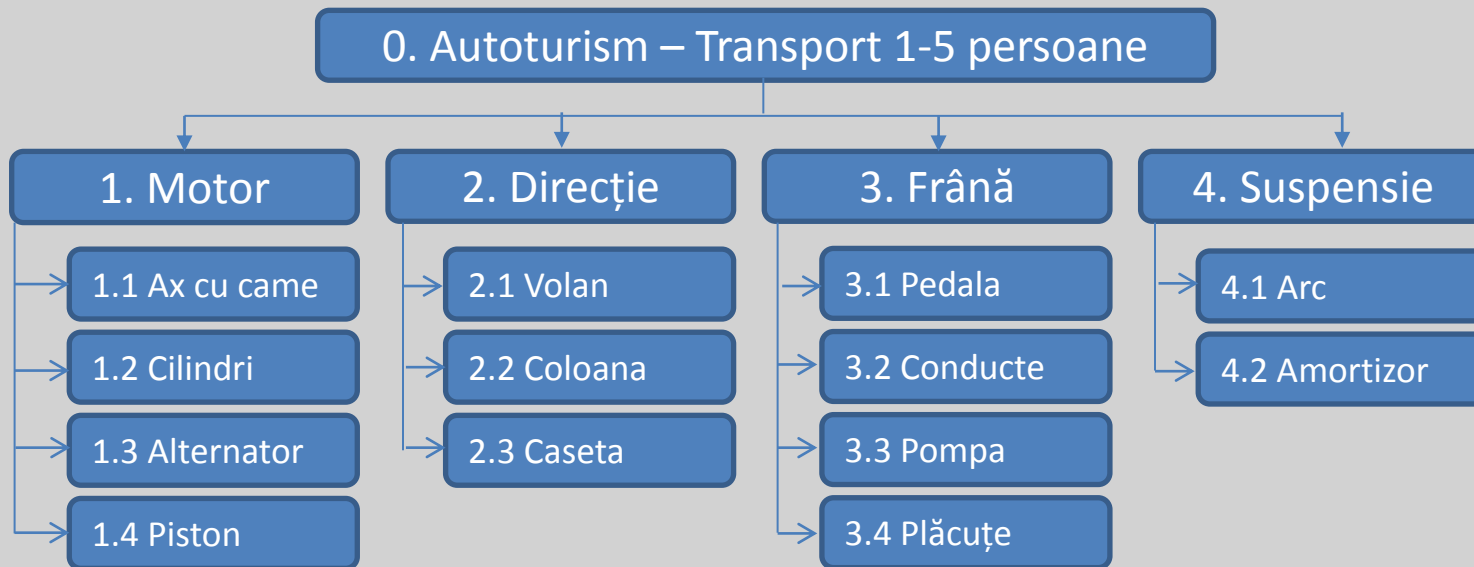 0. Autoturism – Transport 1-5 persoane
1. Motor
1.1 Ax cu came
1.2 Cilindri
1.3 Alternator
1.4 Piston
2. Direcție
2.1 Volan
2.2 Coloana
2.3 Caseta
3. Frână
3.1 Pedala
3.2 Conducte
3.3 Pompa
3.4 Plăcuțe
4. Suspensie
4.1 Arc
4.2 Amortizor